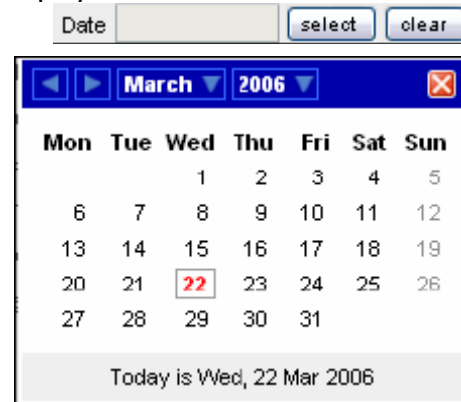 Date select clear
March 2006
Mon Tue Wed Thu Fri Sat Sun
1 2 3 4 5
6 7 8 9 10 11 12
13 14 15 16 17 18 19
20 21 22 23 24 25 26
27 28 29 30 31
Today is Wed, 22 Mar 2006